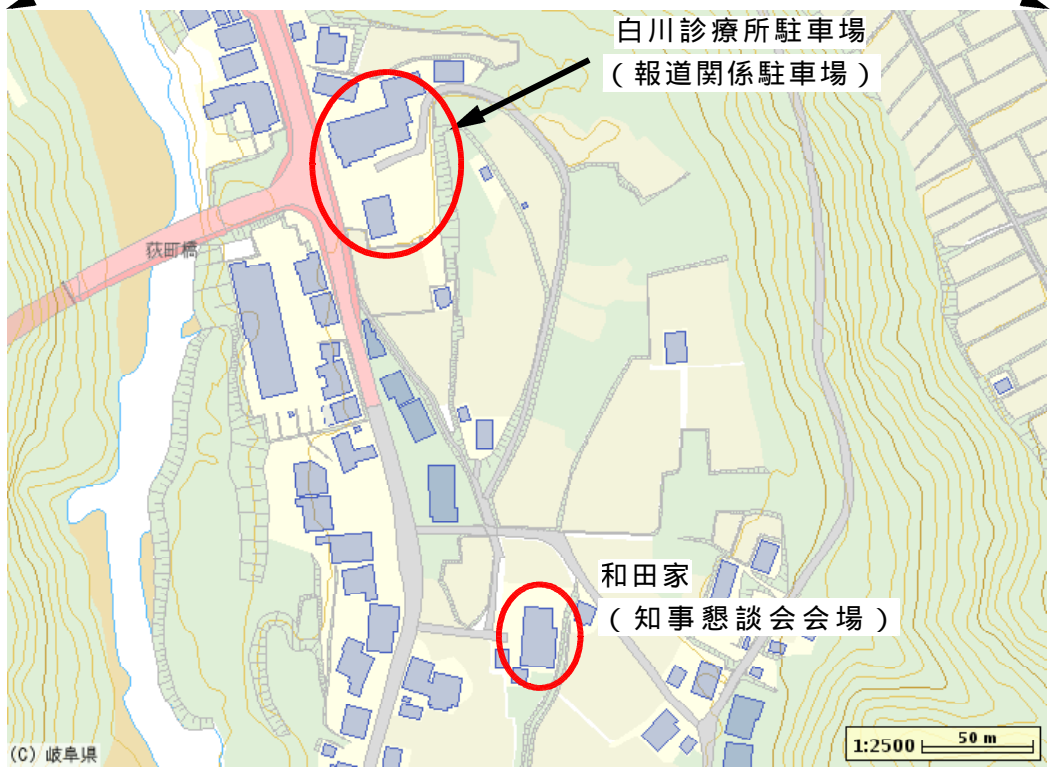 白川診療所駐車場
（報道関係駐車場）
荻町橋
和田家
（知事懇談会会場）
(C) 岐阜県
1:2500 50 m